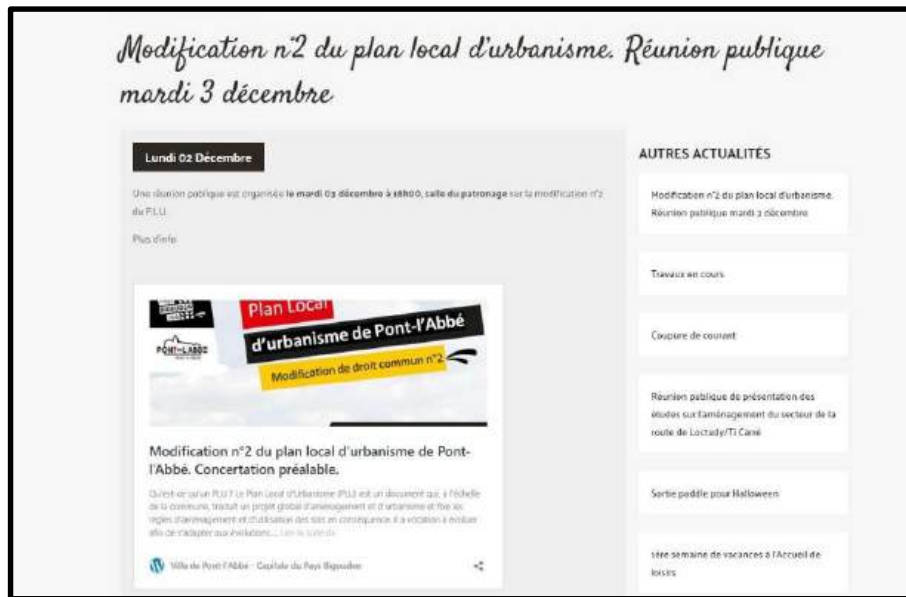 Modification n°2 du plan local d'urbanisme. Réunion publique
mardi 3 décembre
Lundi 02 Décembre
Une réunion publique est organisée le mardi 03 décembre à 18h00, salle du patronage sur la modification n°2
du P.L.U.
Plus d'info
Plan Local
d'urbanisme de Pont-l'Abbé
PONT-L'ABBÉ
Modification de droit commun n°2
Modification n°2 du plan local d'urbanisme de Pont-
l'Abbé. Concertation préalable.
Qu'est-ce qu'un PLU ? Le Plan Local d'Urbanisme (PLU) est un document qui, à l'échelle
de la commune, traduit un projet global d'aménagement et d'urbanisme et fixe les
règles d'aménagement et d'utilisation des sols en conséquence. Il a vocation à évoluer
afin de s'adapter aux évolutions… Lire la suite de
Ville de Pont-l'Abbé - Capitale du Pays Bigouden
AUTRES ACTUALITÉS
Modification n°2 du plan local d'urbanisme.
Réunion publique mardi 3 décembre
Travaux en cours
Coupure de courant
Réunion publique de présentation des
études sur l'aménagement du secteur de la
route de Loctudy/Ti Carré
Sortie paddle pour Halloween
1ère semaine de vacances à l'Accueil de
loisirs